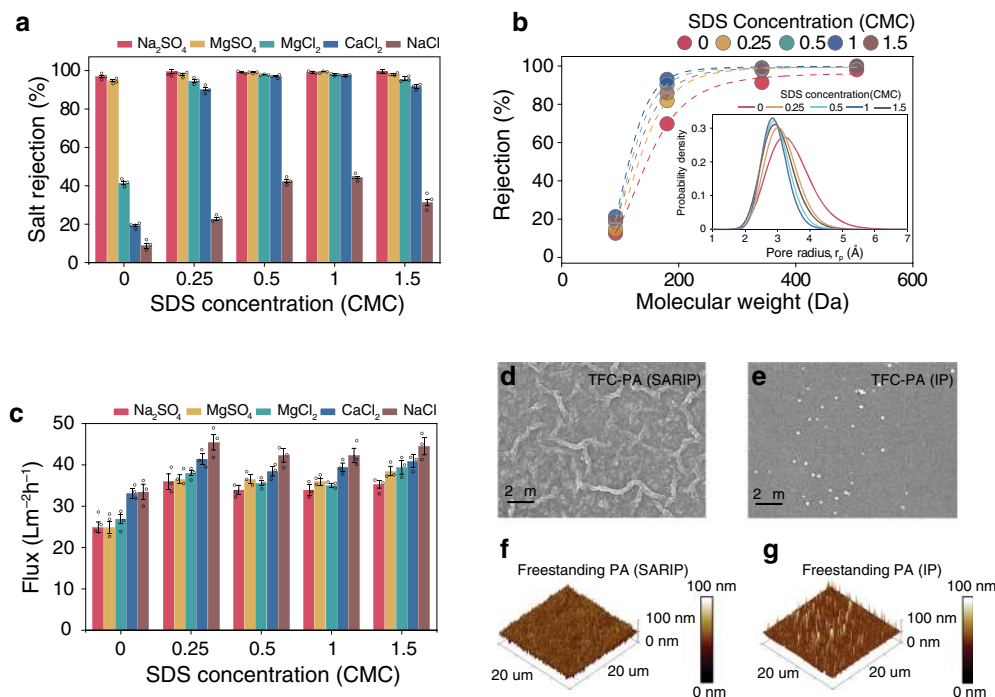 a
Na2SO4 MgSO4 MgCl2 CaCl2 NaCl
100
80
60
40
20
0
Salt rejection (%)
0 0.25 0.5 1 1.5
SDS concentration (CMC)
b
SDS Concentration (CMC)
0 0.25 0.5 1 1.5
100
80
60
40
20
0
Rejection (%)
0 200 400 600
Molecular weight (Da)
SDS concentration(CMC)
0 0.25 0.5 1 1.5
0.3
0.2
0.1
0
Probability density
1 2 3 4 5 6 7
Pore radius, rp (Å)
c
Na2SO4 MgSO4 MgCl2 CaCl2 NaCl
50
40
30
20
10
0
Flux (Lm−2h−1)
0 0.25 0.5 1 1.5
SDS concentration (CMC)
d
TFC-PA (SARIP)
2 m
e
TFC-PA (IP)
2 m
f
Freestanding PA (SARIP)
100 nm
100 nm
0 nm
20 um
20 um
0 nm
g
Freestanding PA (IP)
100 nm
100 nm
0 nm
20 um
20 um
0 nm